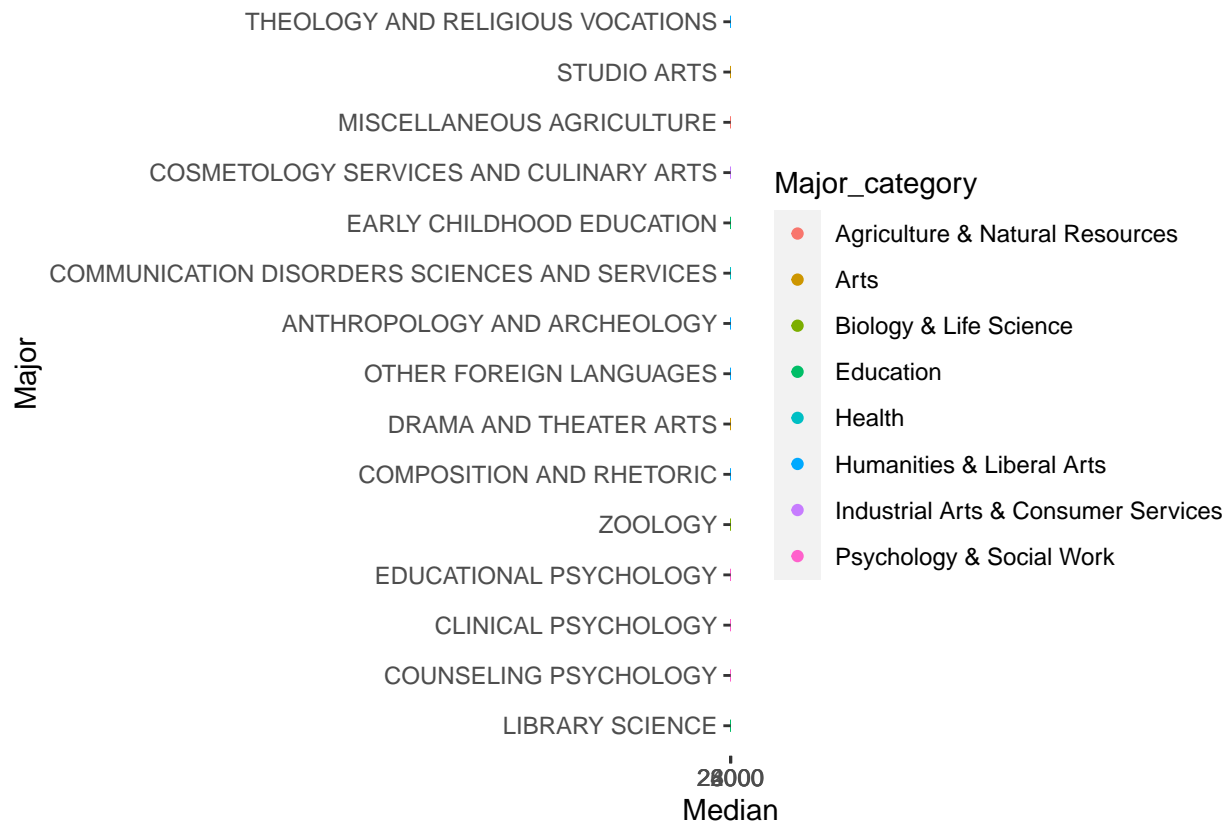 THEOLOGY AND RELIGIOUS VOCATIONS
STUDIO ARTS
MISCELLANEOUS AGRICULTURE
COSMETOLOGY SERVICES AND CULINARY ARTS
EARLY CHILDHOOD EDUCATION
COMMUNICATION DISORDERS SCIENCES AND SERVICES
ANTHROPOLOGY AND ARCHEOLOGY
OTHER FOREIGN LANGUAGES
DRAMA AND THEATER ARTS
COMPOSITION AND RHETORIC
ZOOLOGY
EDUCATIONAL PSYCHOLOGY
CLINICAL PSYCHOLOGY
COUNSELING PSYCHOLOGY
LIBRARY SCIENCE
Major
Median
Major_category
Agriculture & Natural Resources
Arts
Biology & Life Science
Education
Health
Humanities & Liberal Arts
Industrial Arts & Consumer Services
Psychology & Social Work